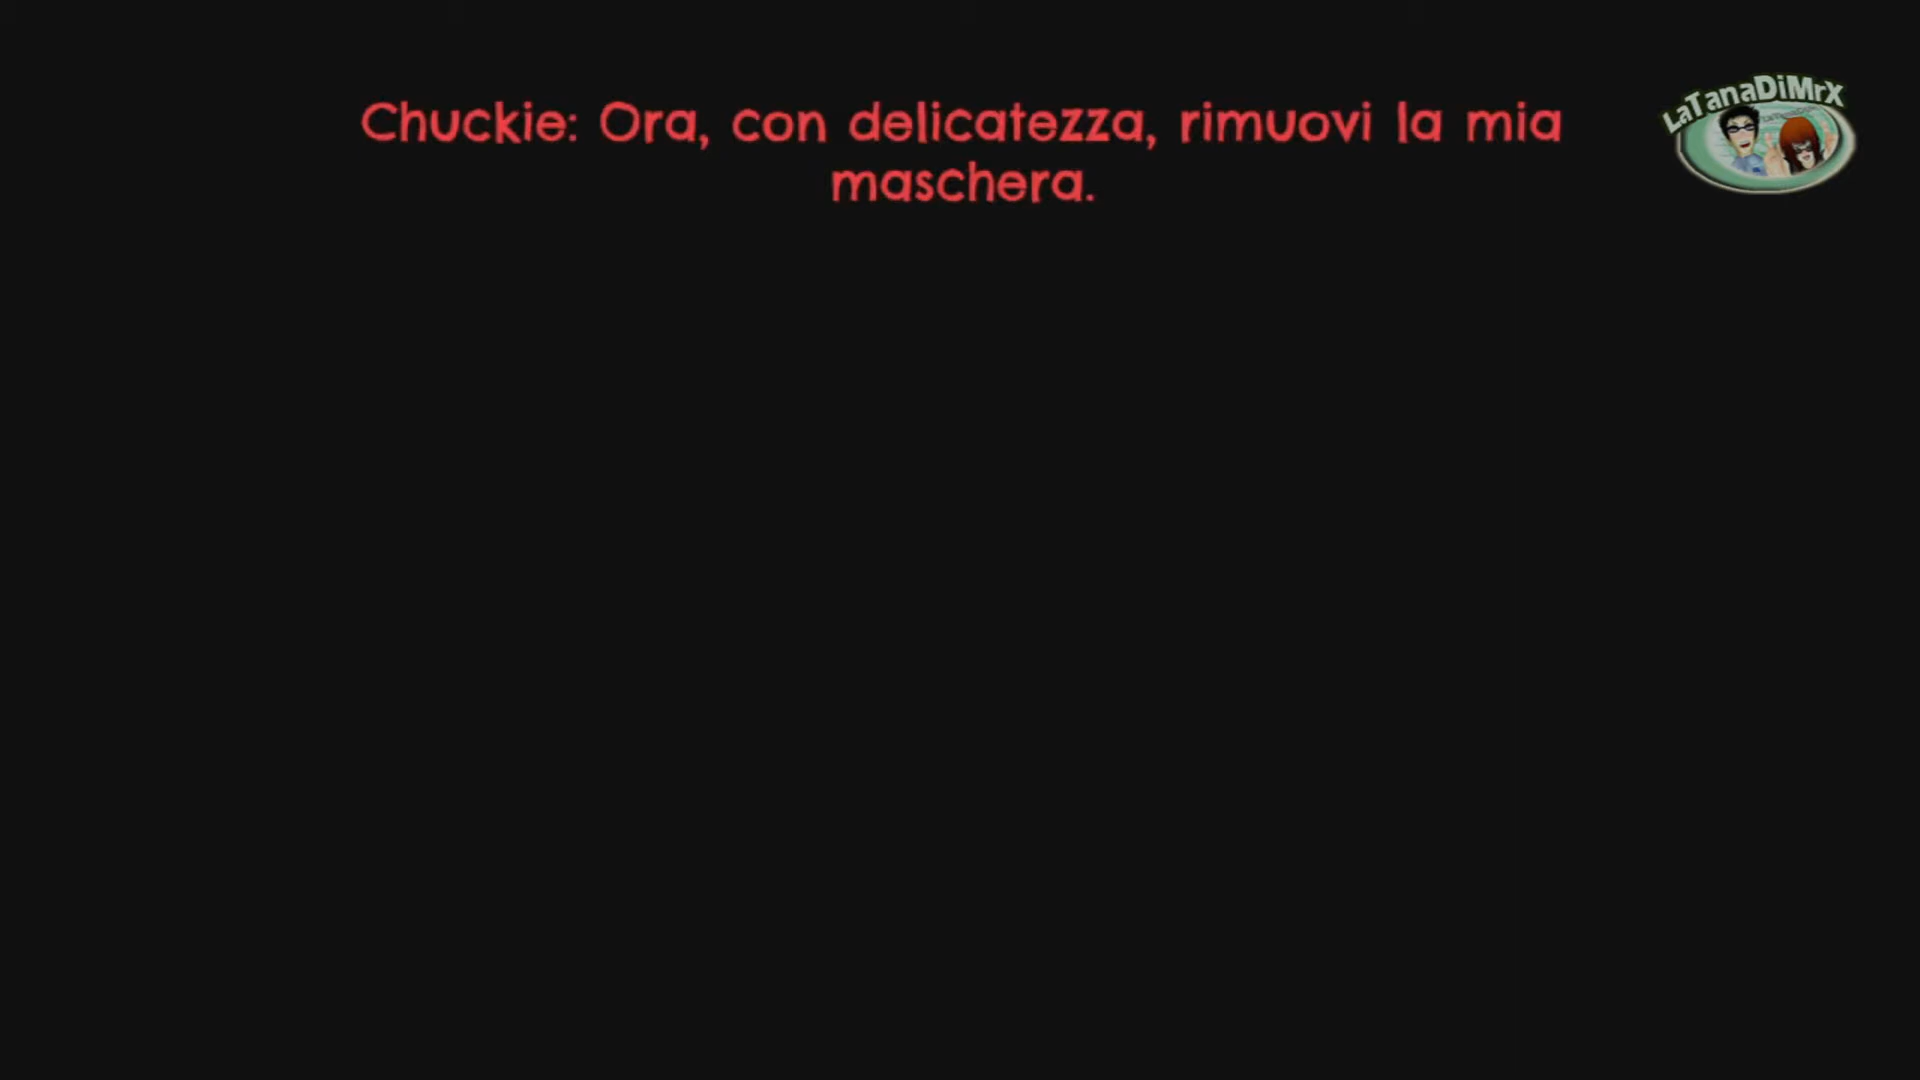 LaTanaDiMrX
Chuckie: Ora, con delicatezza, rimuovi la mia
maschera.